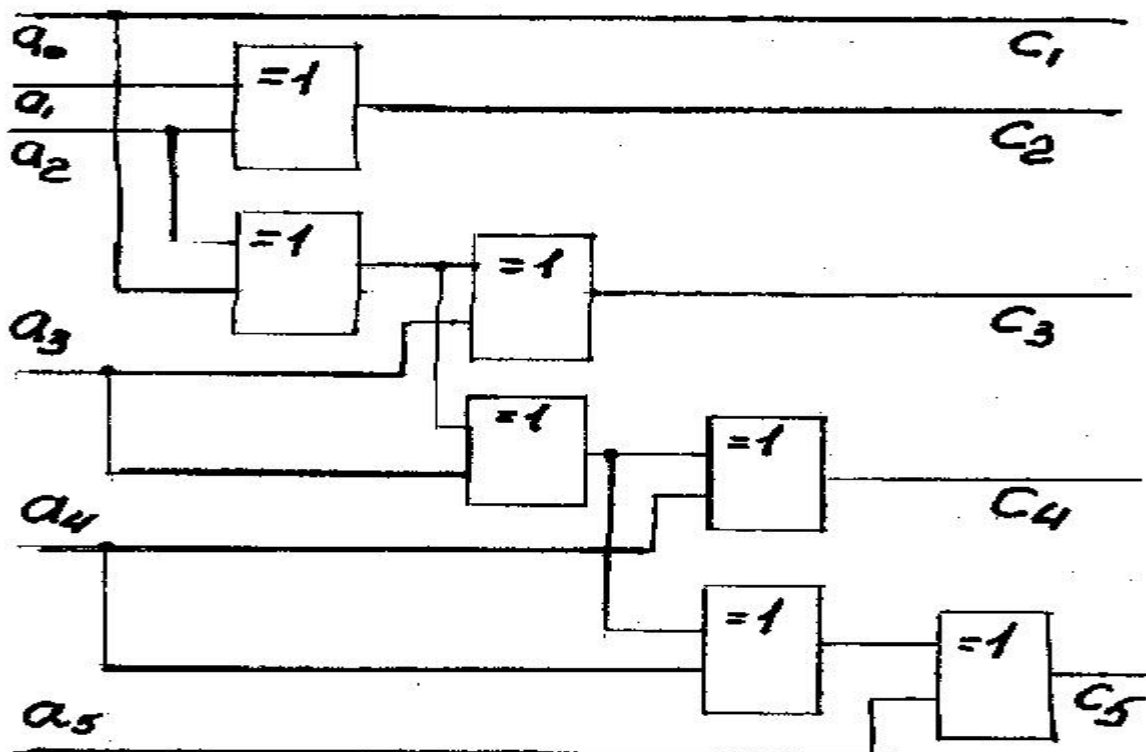 a₀
C₁
=1
a₁
C₂
a₂
=1
=1
a₃
C₃
=1
=1
a₄
C₄
=1
=1
a₅
C₅